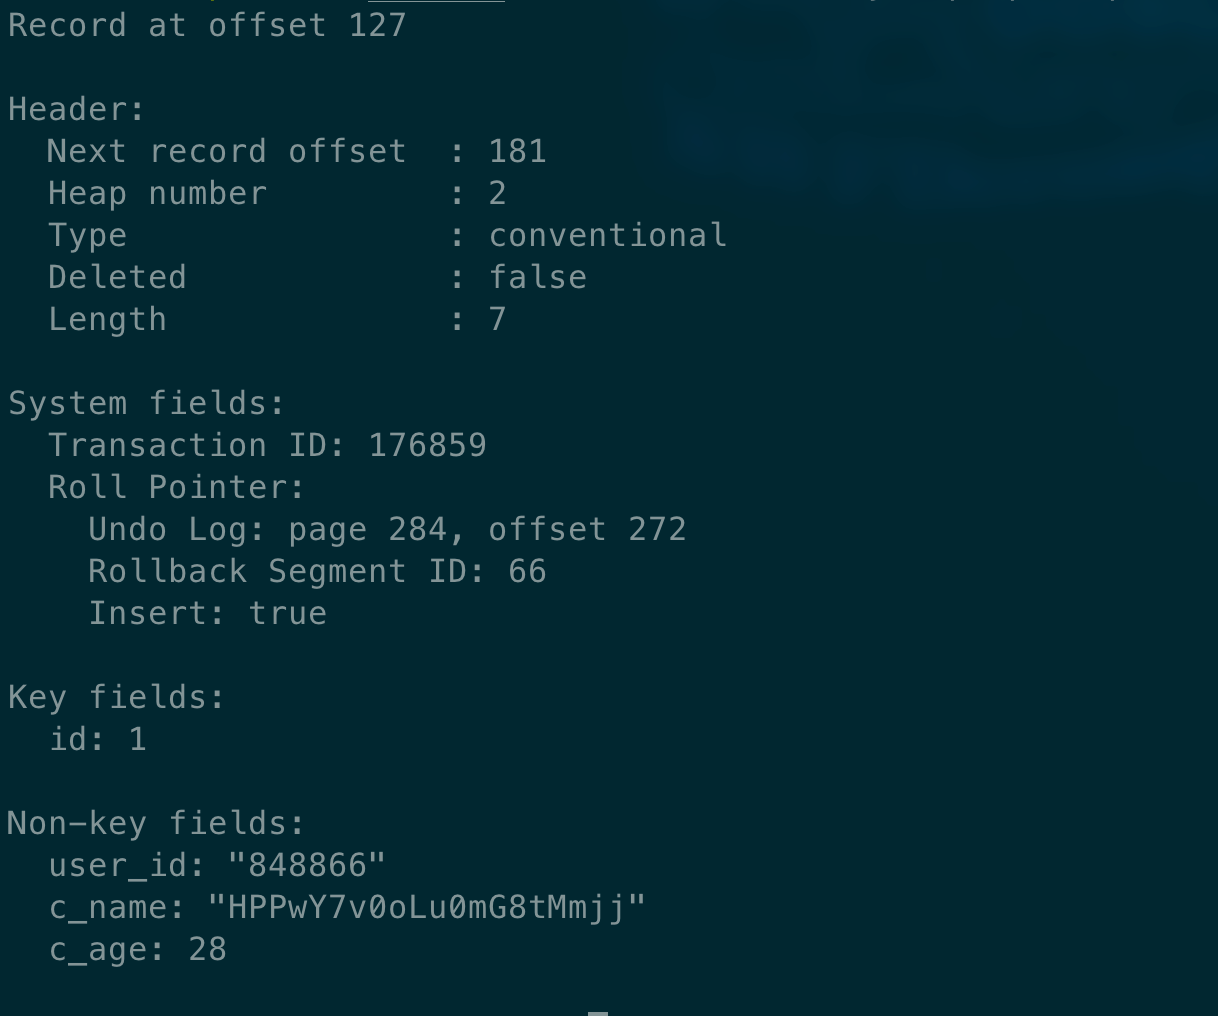 Record at offset 127
Header:
Next record offset : 181
Heap number : 2
Type : conventional
Deleted : false
Length : 7
System fields:
Transaction ID: 176859
Roll Pointer:
Undo Log: page 284, offset 272
Rollback Segment ID: 66
Insert: true
Key fields:
id: 1
Non-key fields:
user_id: "848866"
c_name: "HPPwY7v0oLu0mG8tMmjj"
c_age: 28